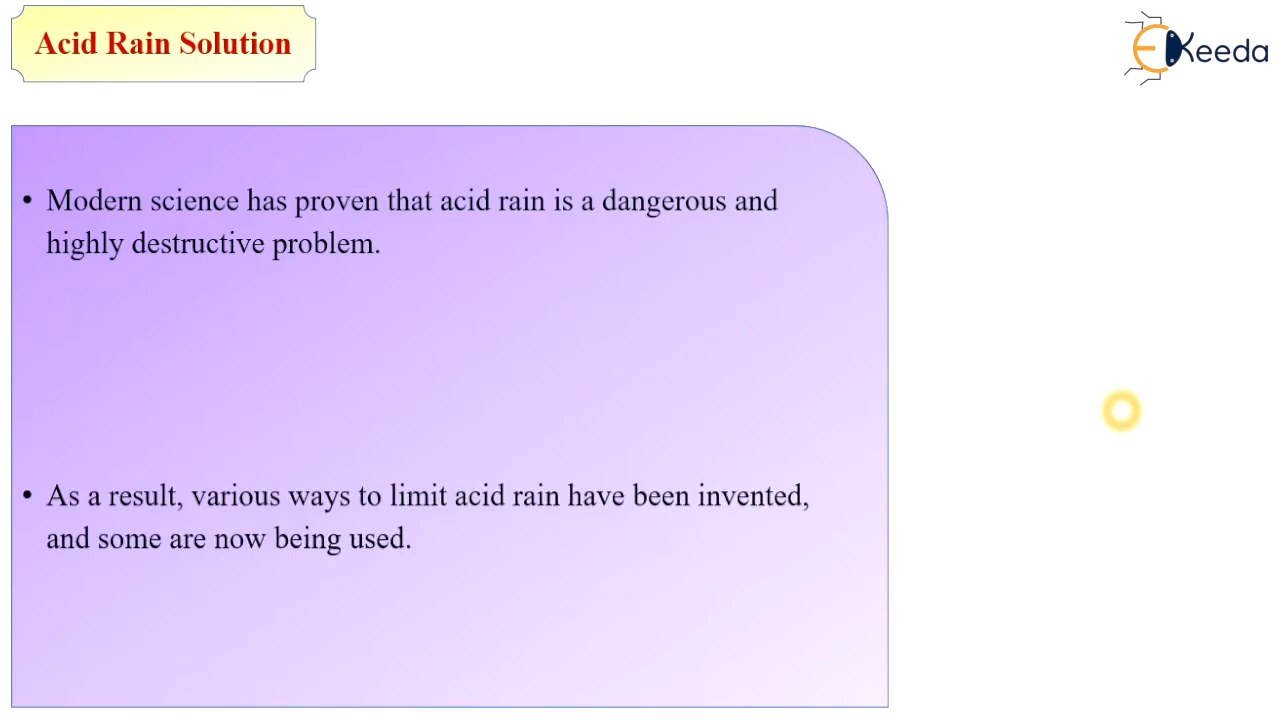 Acid Rain Solution
EKeeda
• Modern science has proven that acid rain is a dangerous and
highly destructive problem.
• As a result, various ways to limit acid rain have been invented,
and some are now being used.